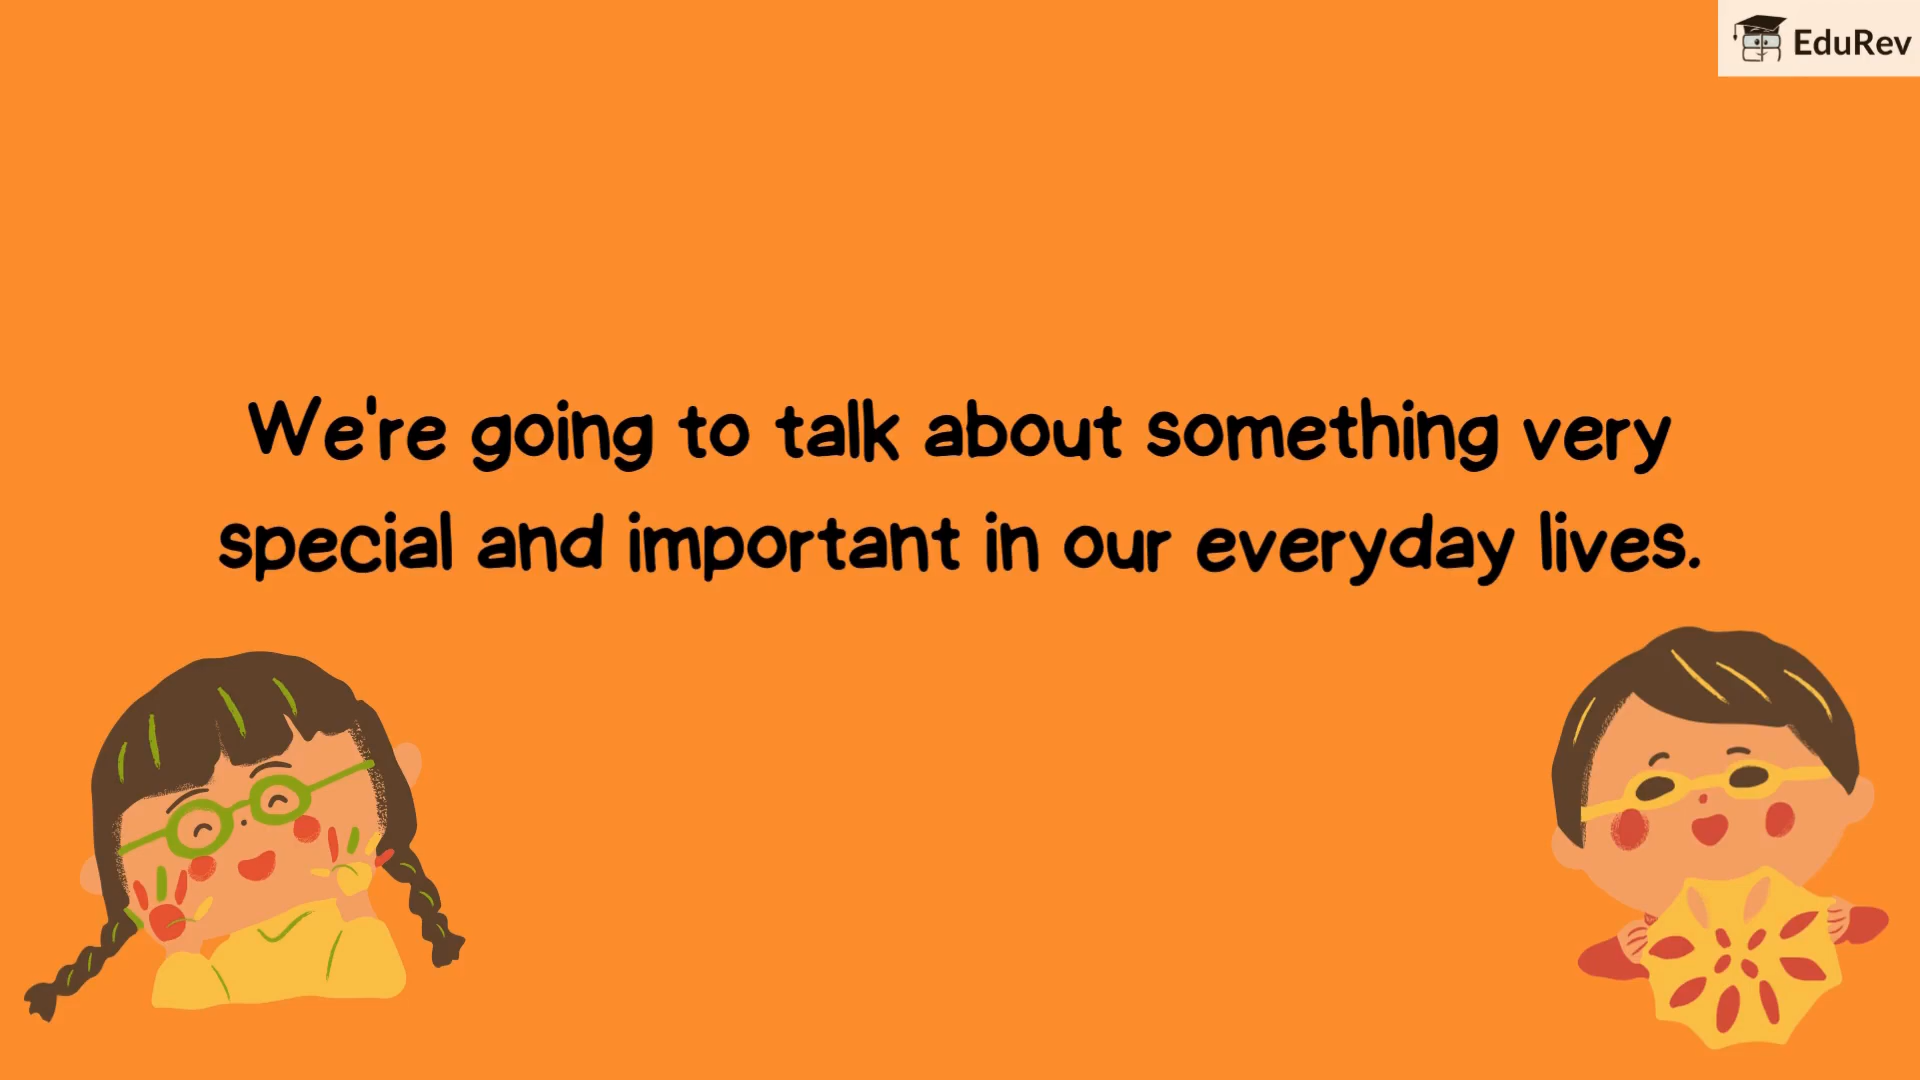 EduRev
We're going to talk about something very
special and important in our everyday lives.